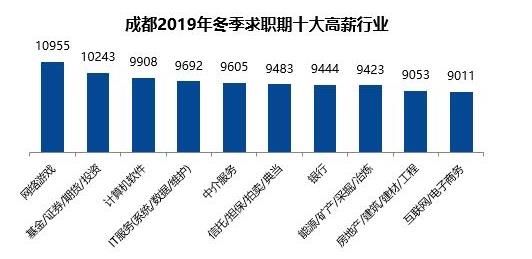 成都2019年冬季求职期十大高薪行业
10955
10243
9908
9692
9605
9483
9444
9423
9053
9011
网络游戏
基金/证券/期货/投资
计算机软件
IT服务(系统/数据/维护)
中介服务
信托/担保/拍卖/典当
银行
能源/矿产/采掘/冶炼
房地产/建筑/建材/工程
互联网/电子商务